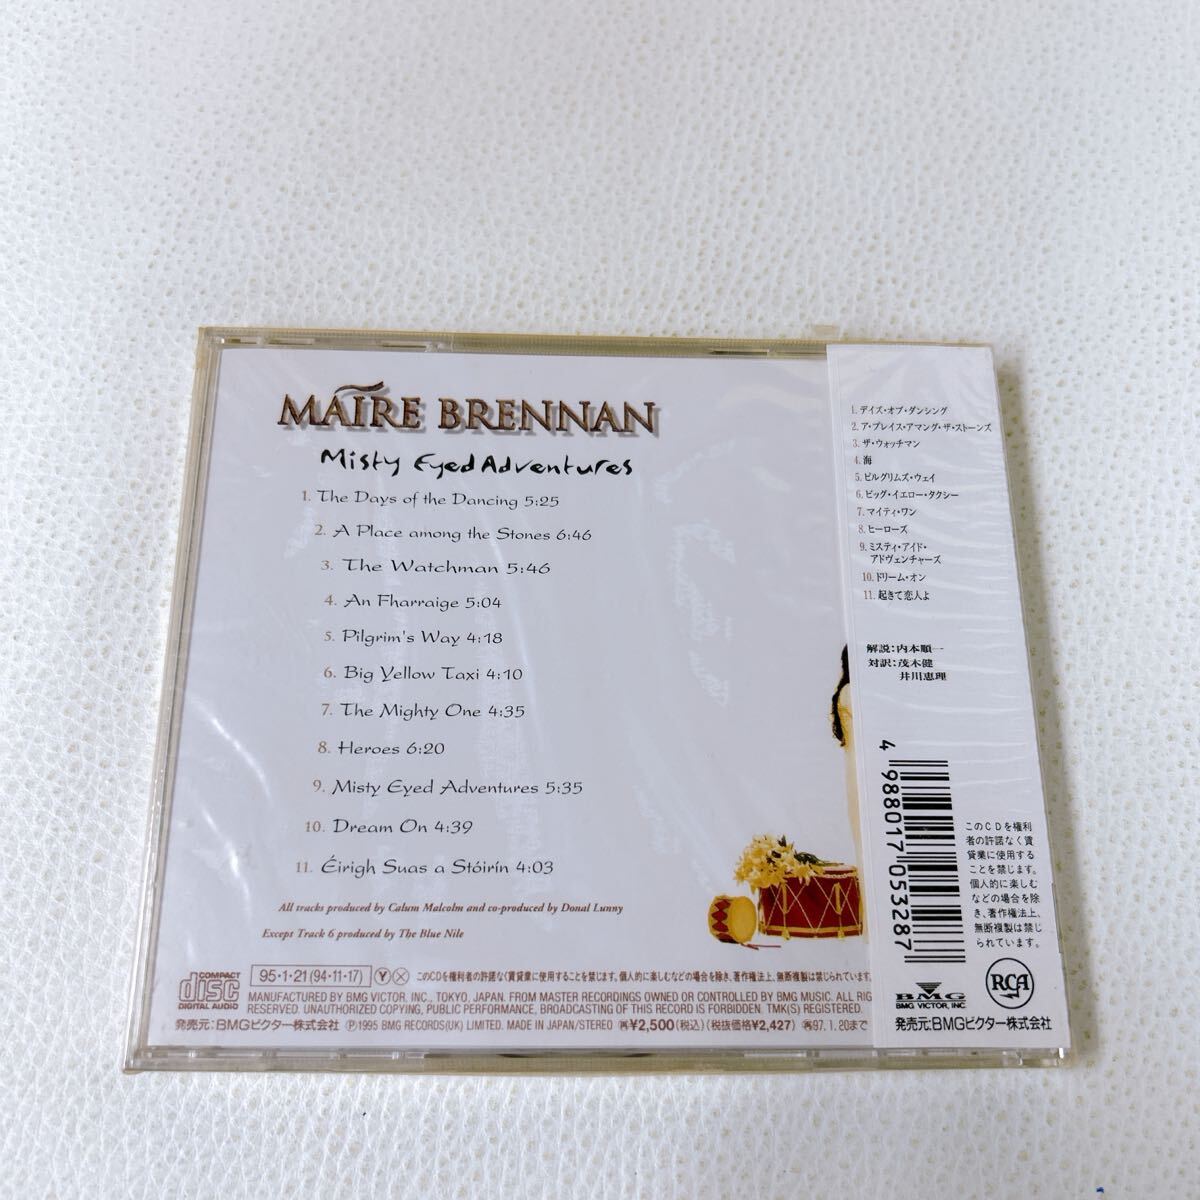 MÁIRE BRENNAN
Misty Eyed Adventures
1. The Days of the Dancing 5:25
2. A Place among the Stones 6:46
3. The Watchman 5:46
4. An Fharraige 5:04
5. Pilgrim's Way 4:18
6. Big Yellow Taxi 4:10
7. The Mighty One 4:35
8. Heroes 6:20
9. Misty Eyed Adventures 5:35
10. Dream On 4:39
11. Éirigh Suas a Stóirín 4:03
All tracks produced by Calum Malcolm and co-produced by Donal Lunny
Except Track 6 produced by The Blue Nile
COMPACT
disc
DIGITAL AUDIO
95・1・21(94・11・17) Ⓨ このCDを権利者の許諾なく賃貸業に使用することを禁じます。個人的に楽しむなどの場合を除き、著作権法上、無断複製は禁じられています。
MANUFACTURED BY BMG VICTOR, INC., TOKYO, JAPAN. FROM MASTER RECORDINGS OWNED OR CONTROLLED BY BMG MUSIC. ALL RIG
RESERVED. UNAUTHORIZED COPYING, PUBLIC PERFORMANCE, BROADCASTING OF THIS RECORD IS FORBIDDEN. TMK(S) REGISTERED.
発売元:BMGビクター株式会社 Ⓟ1995 BMG RECORDS(UK) LIMITED. MADE IN JAPAN/STEREO 再¥2,500(税込)(税抜価格¥2,427) 再97.1.20まで
1. デイズ・オブ・ダンシング
2. ア・プレイス・アマング・ザ・ストーンズ
3. ザ・ウォッチマン
4. 海
5. ピルグリムズ・ウェイ
6. ビッグ・イエロー・タクシー
7. マイティ・ワン
8. ヒーローズ
9. ミスティ・アイド・
アドヴェンチャーズ
10. ドリーム・オン
11. 起きて恋人よ
解説:内本順一
対訳:茂木健
井川恵理
4 988017 053287
このCDを権利
者の許諾なく賃
貸業に使用する
ことを禁じます。
個人的に楽しむ
などの場合を除
き、著作権法上、
無断複製は禁じ
られています。
BMG
BMG VICTOR, INC.
RCA
発売元:BMGビクター株式会社